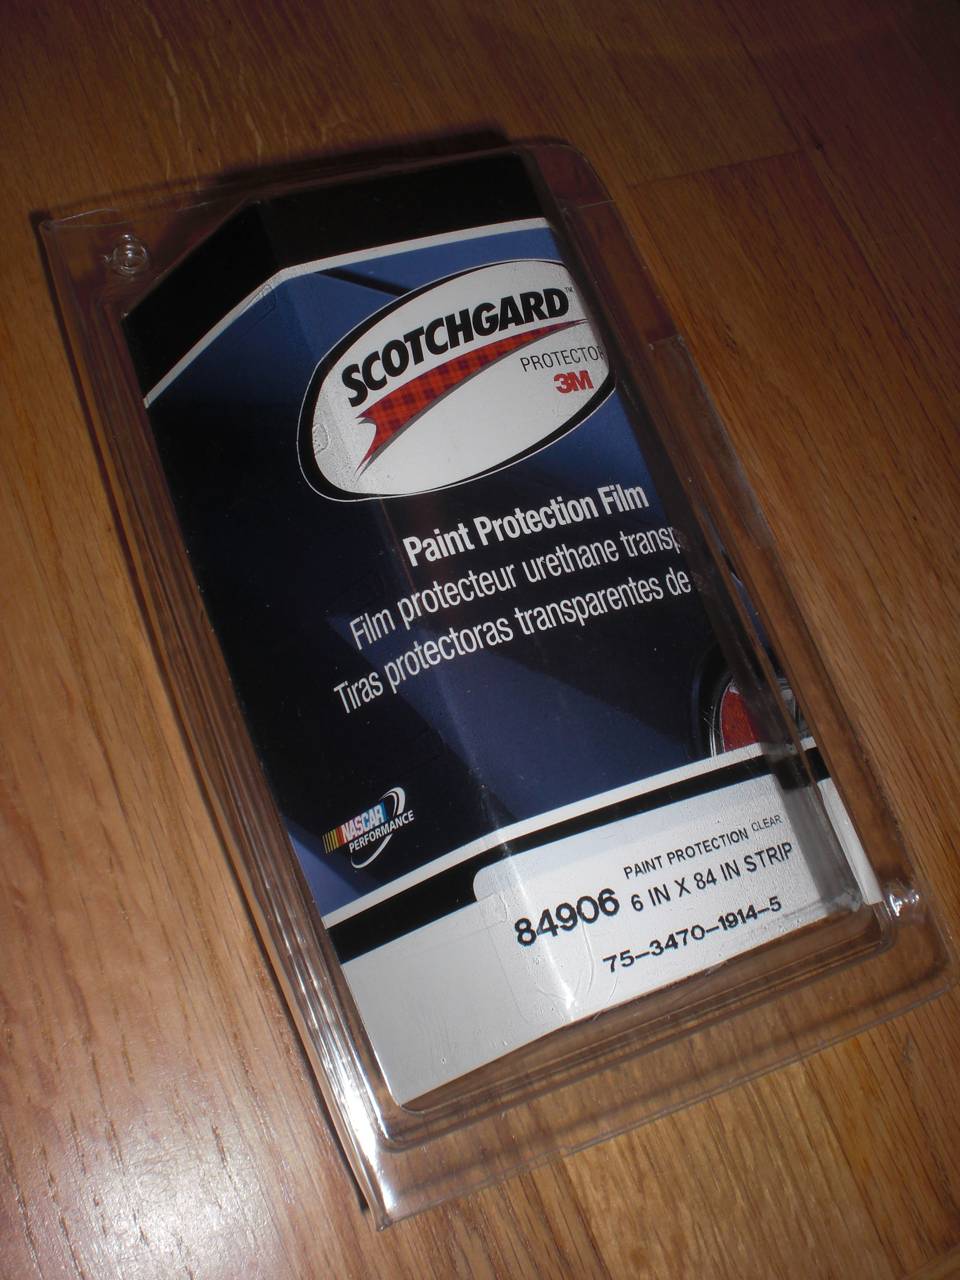 SCOTCHGARD™
PROTECTOR
3M
Paint Protection Film
Film protecteur urethane transp
Tiras protectoras transparentes de
NASCAR
PERFORMANCE
PAINT PROTECTION CLEAR
84906 6 IN X 84 IN STRIP
75-3470-1914-5